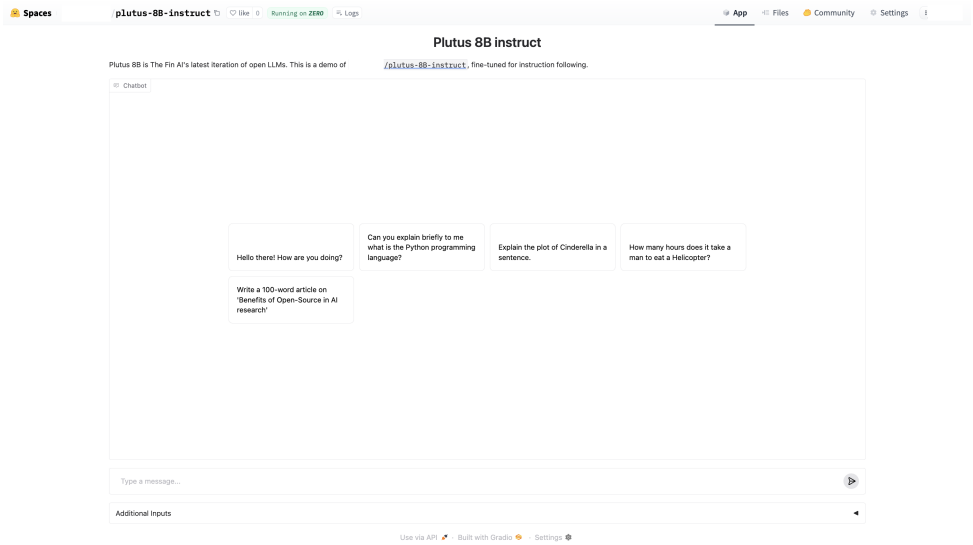 Spaces
/plutus-8B-instruct
like 0
Running on ZERO
Logs
App
Files
Community
Settings
Plutus 8B instruct
Plutus 8B is The Fin AI's latest iteration of open LLMs. This is a demo of /plutus-8B-instruct, fine-tuned for instruction following.
Chatbot
Hello there! How are you doing?
Can you explain briefly to me
what is the Python programming
language?
Explain the plot of Cinderella in a
sentence.
How many hours does it take a
man to eat a Helicopter?
Write a 100-word article on
'Benefits of Open-Source in AI
research'
Type a message...
Additional Inputs
Use via API · Built with Gradio · Settings